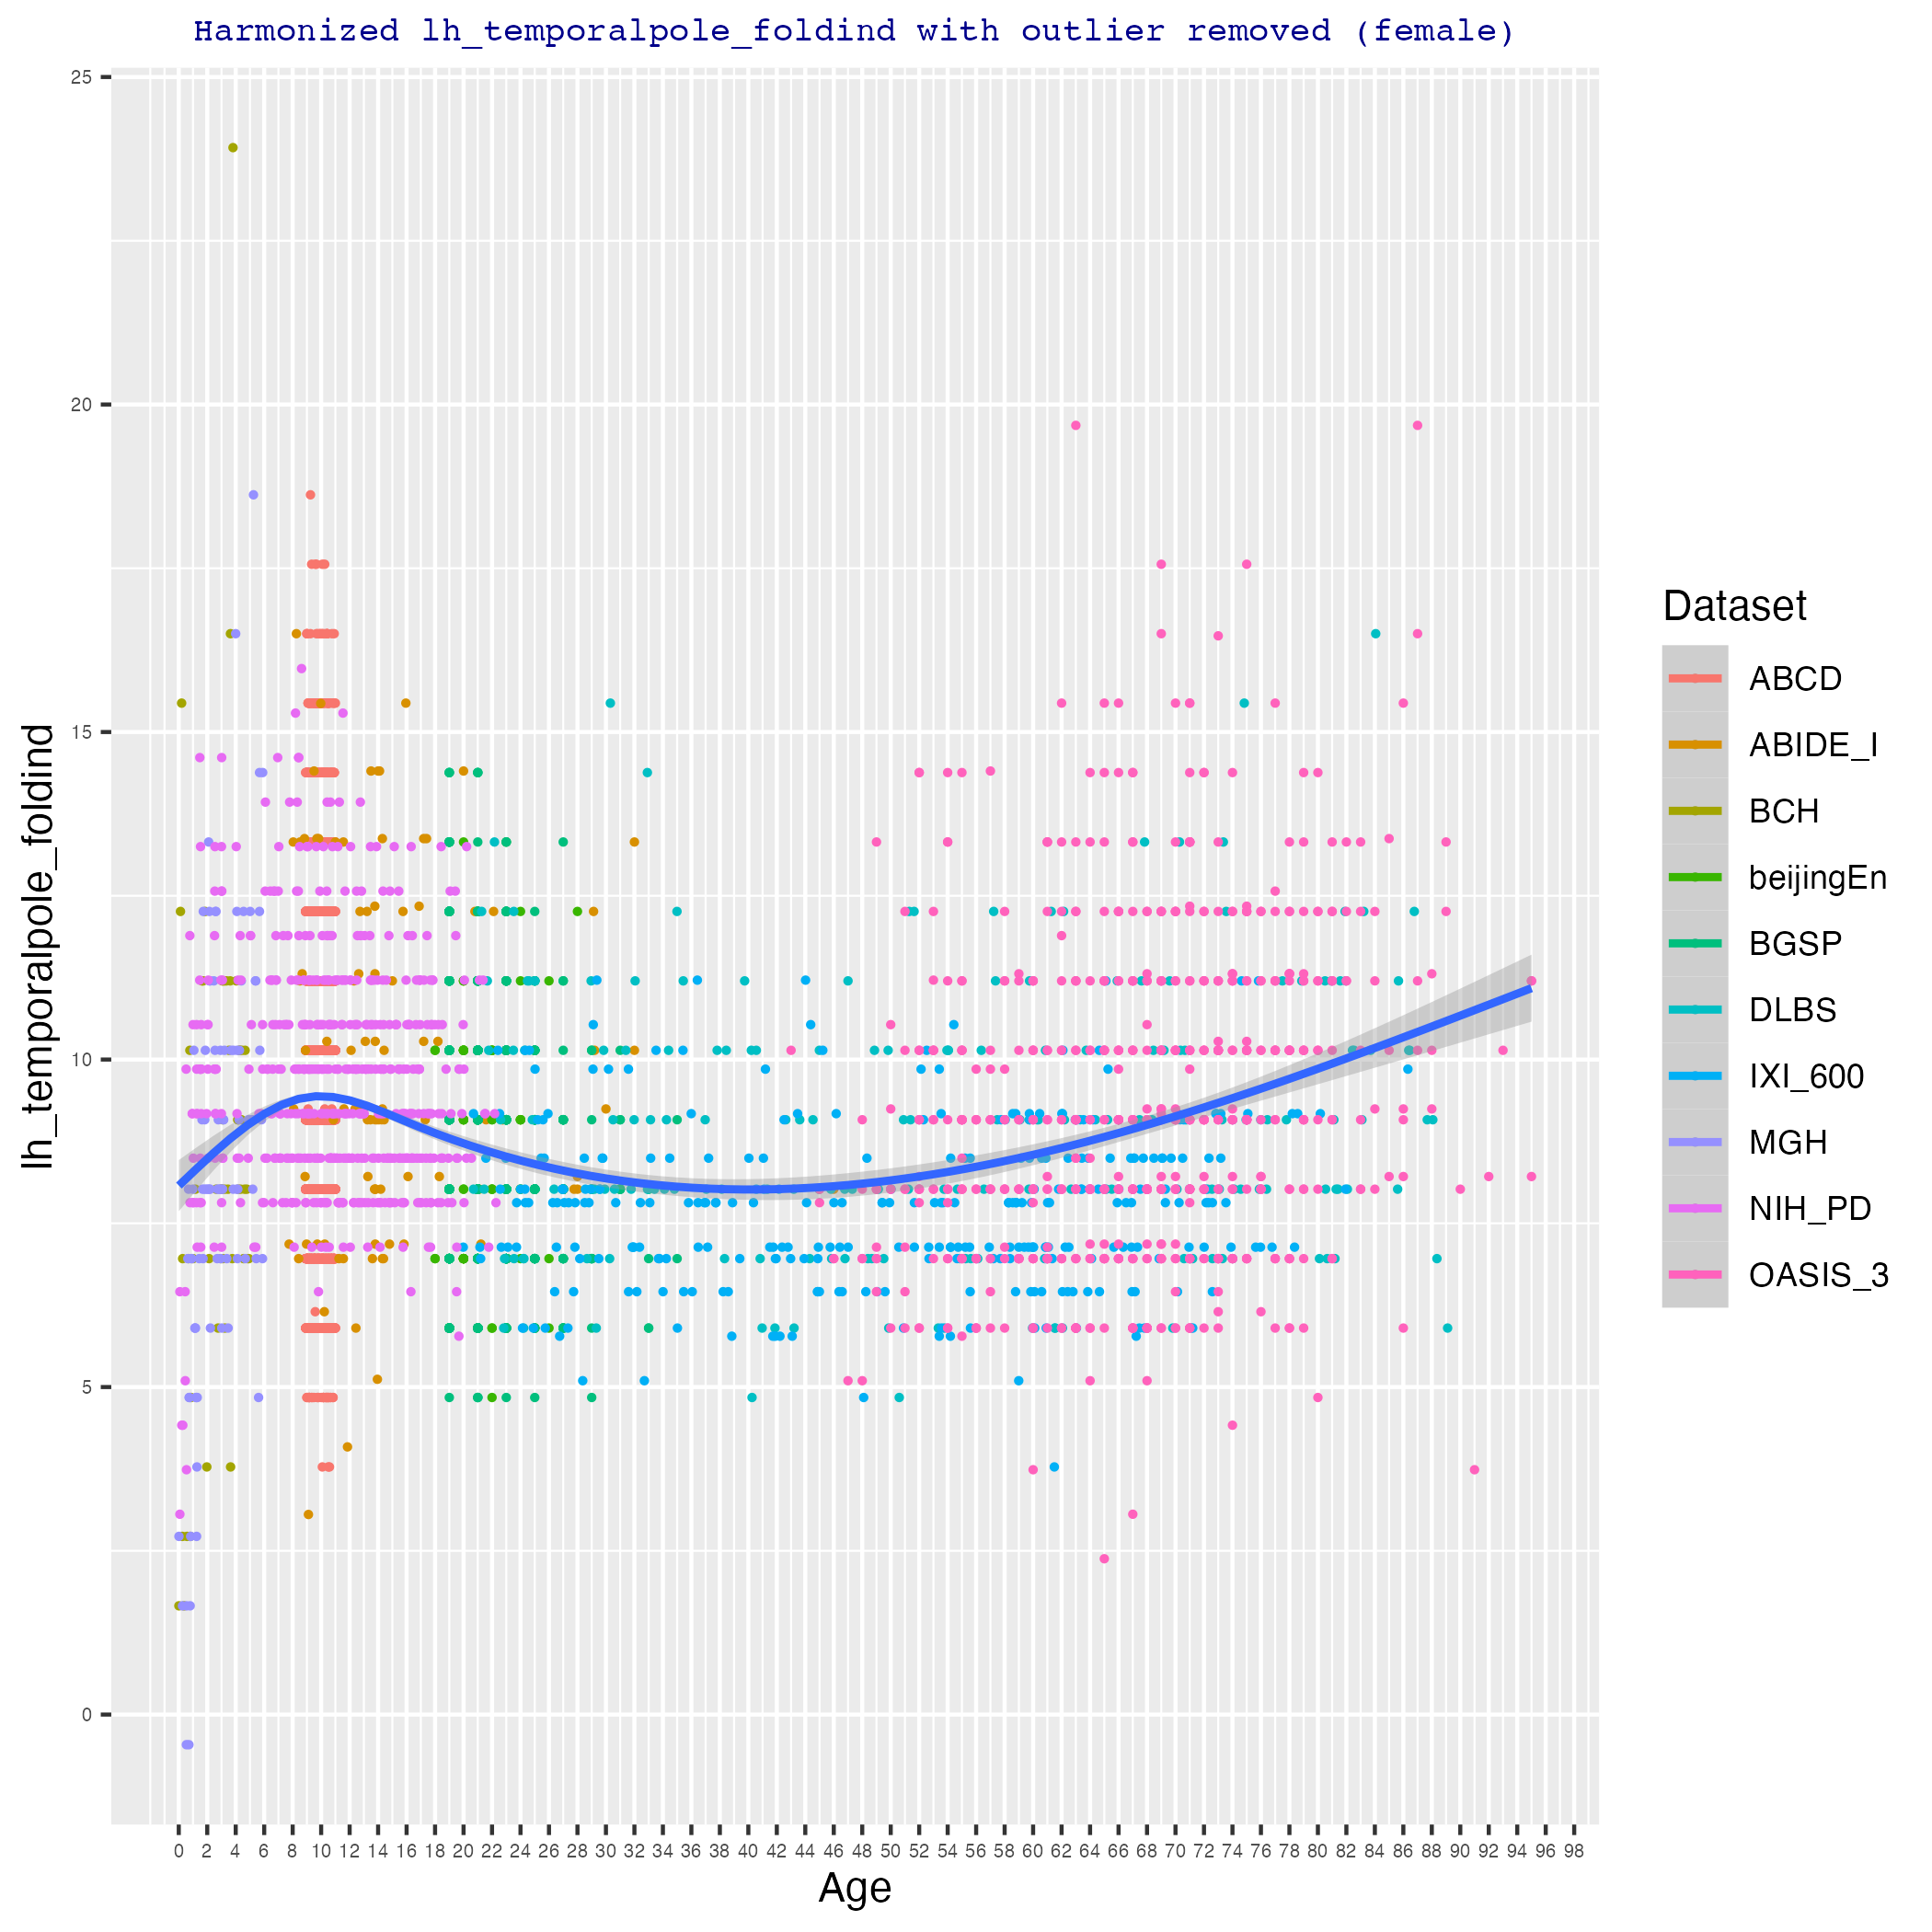 Harmonized lh_temporalpole_foldind with outlier removed (female)
25
20
15
10
5
0
lh_temporalpole_foldind
0 2 4 6 8 10 12 14 16 18 20 22 24 26 28 30 32 34 36 38 40 42 44 46 48 50 52 54 56 58 60 62 64 66 68 70 72 74 76 78 80 82 84 86 88 90 92 94 96 98
Age
Dataset
ABCD
ABIDE_I
BCH
beijingEn
BGSP
DLBS
IXI_600
MGH
NIH_PD
OASIS_3